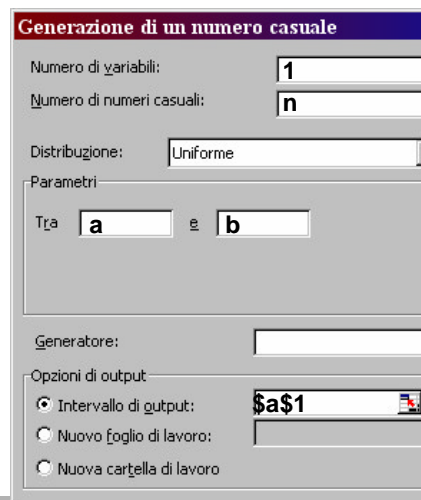 Generazione di un numero casuale
Numero di variabili: 1
Numero di numeri casuali: n
Distribuzione: Uniforme
Parametri
Tra a e b
Generatore:
Opzioni di output
Intervallo di output: $a$1
Nuovo foglio di lavoro:
Nuova cartella di lavoro